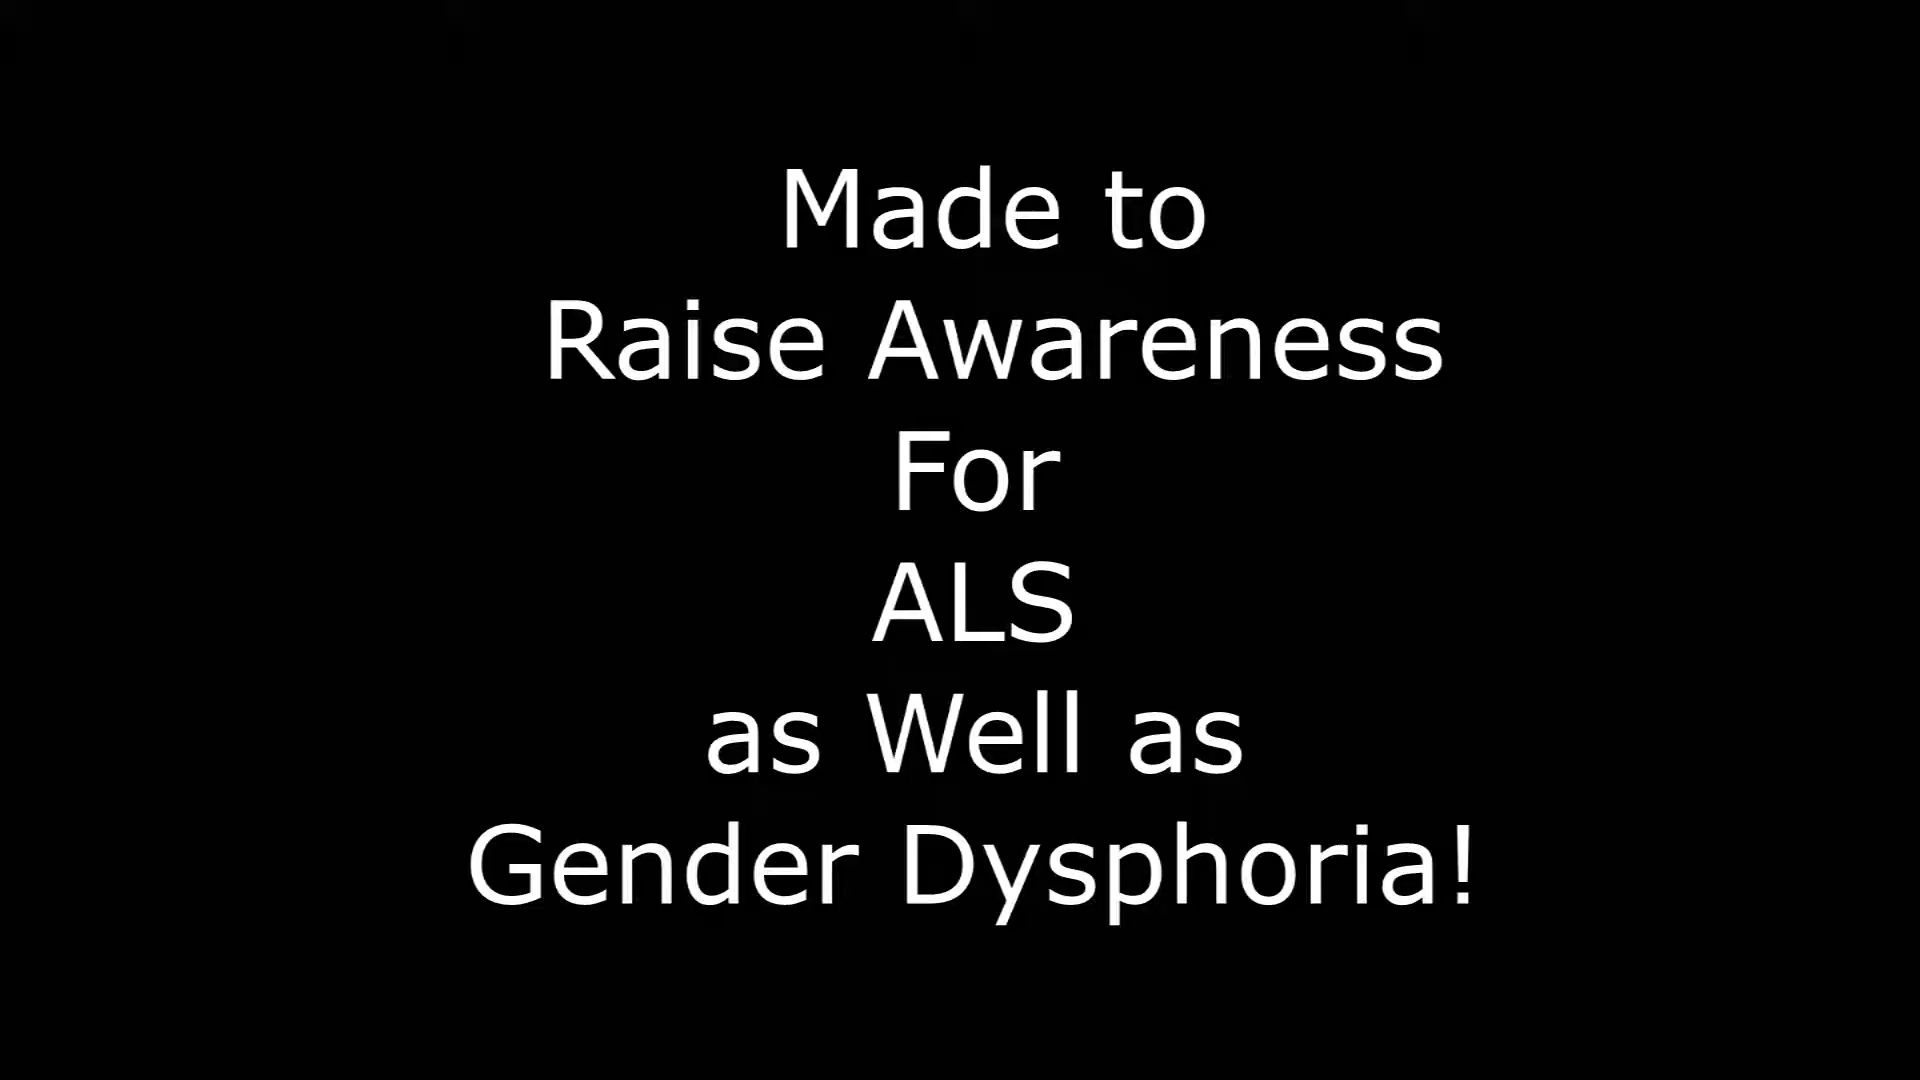 Made to
Raise Awareness
For
ALS
as Well as
Gender Dysphoria!